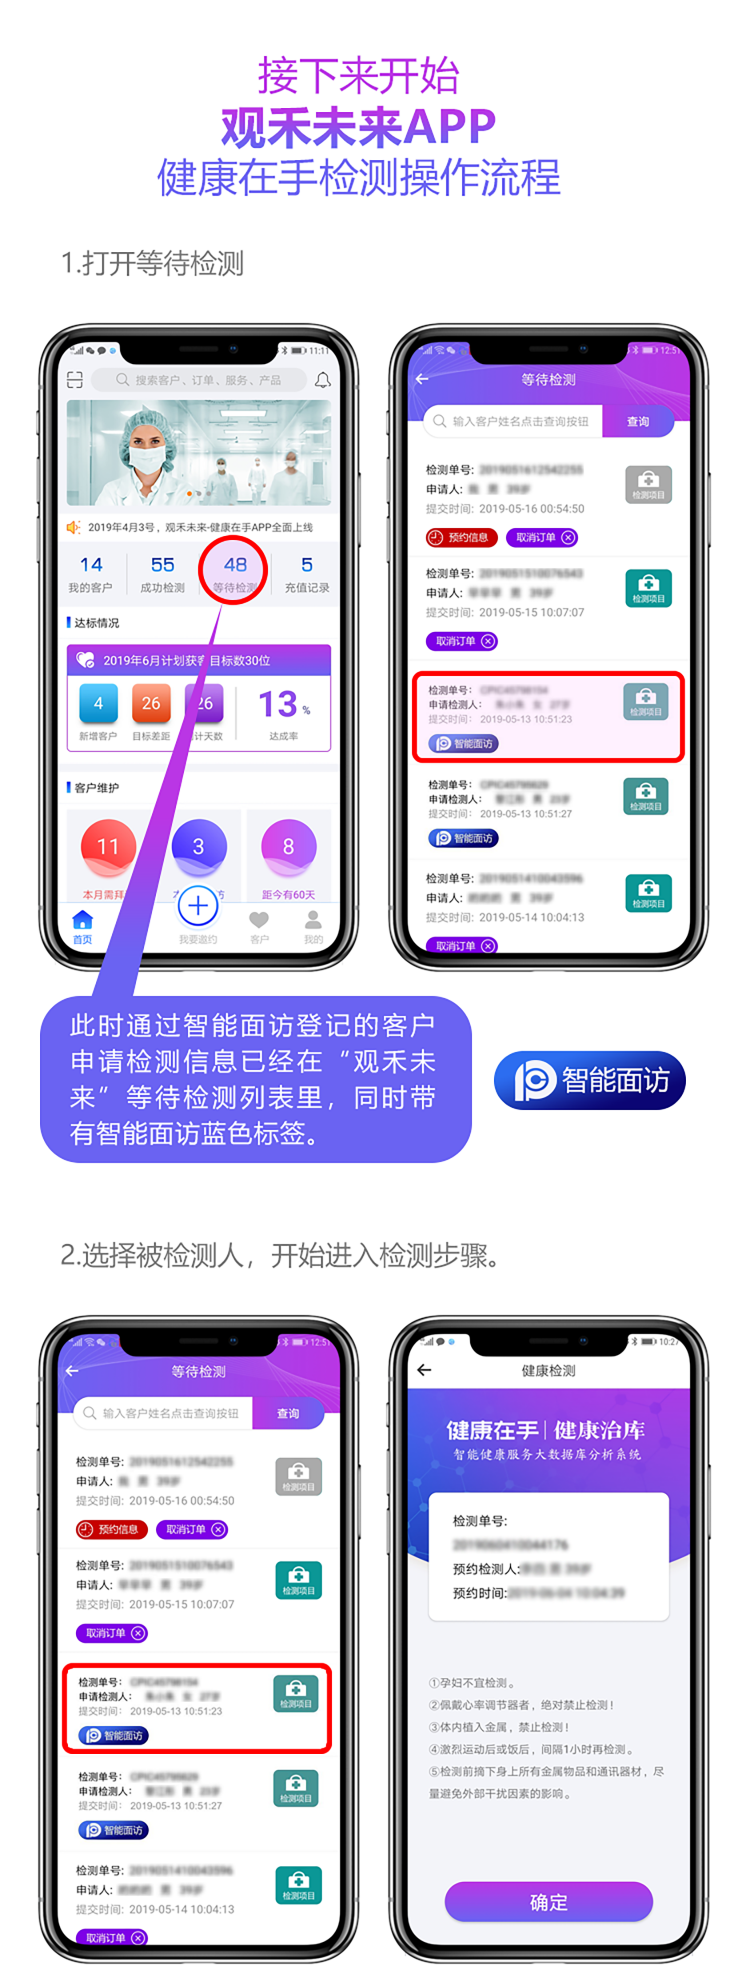 接下来开始
观禾未来APP
健康在手检测操作流程
1.打开等待检测
11:11
搜索客户、订单、服务、产品
2019年4月3号，观禾未来-健康在手APP全面上线
14 55 48 5
我的客户 成功检测 等待检测 充值记录
达标情况
2019年6月计划获客目标数30位
4 26 26 13%
新增客户 目标差距 计天数 达成率
客户维护
11 3 8
本月需拜 访 距今有60天
首页 我要邀约 客户 我的
12:51
等待检测
输入客户姓名点击查询按钮 查询
检测单号:
申请人:
检测项目
提交时间: 2019-05-16 00:54:50
预约信息 取消订单
检测单号:
申请人:
检测项目
提交时间: 2019-05-15 10:07:07
取消订单
检测单号:
申请检测人:
检测项目
提交时间: 2019-05-13 10:51:23
智能面访
检测单号:
申请检测人:
检测项目
提交时间: 2019-05-13 10:51:27
智能面访
检测单号:
申请人:
检测项目
提交时间: 2019-05-14 10:04:13
取消订单
此时通过智能面访登记的客户
申请检测信息已经在“观禾未
来”等待检测列表里，同时带
有智能面访蓝色标签。
智能面访
2.选择被检测人，开始进入检测步骤。
12:51
等待检测
输入客户姓名点击查询按钮 查询
检测单号:
申请人:
检测项目
提交时间: 2019-05-16 00:54:50
预约信息 取消订单
检测单号:
申请人:
检测项目
提交时间: 2019-05-15 10:07:07
取消订单
检测单号:
申请检测人:
检测项目
提交时间: 2019-05-13 10:51:23
智能面访
检测单号:
申请检测人:
检测项目
提交时间: 2019-05-13 10:51:27
智能面访
检测单号:
申请人:
检测项目
提交时间: 2019-05-14 10:04:13
取消订单
10:27
健康检测
健康在手|健康治库
智能健康服务大数据库分析系统
检测单号:
预约检测人:
预约时间:
①孕妇不宜检测。
②佩戴心率调节器者，绝对禁止检测！
③体内植入金属，禁止检测！
④激烈运动后或饭后，间隔1小时再检测。
⑤检测前摘下身上所有金属物品和通讯器材，尽
量避免外部干扰因素的影响。
确定